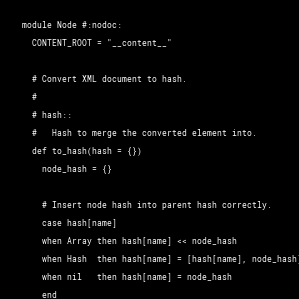 module Node #:nodoc:
CONTENT_ROOT = "__content__"
# Convert XML document to hash.
#
# hash::
#   Hash to merge the converted element into.
def to_hash(hash = {})
node_hash = {}
# Insert node hash into parent hash correctly.
case hash[name]
when Array then hash[name] << node_hash
when Hash  then hash[name] = [hash[name], node_hash]
when nil   then hash[name] = node_hash
end